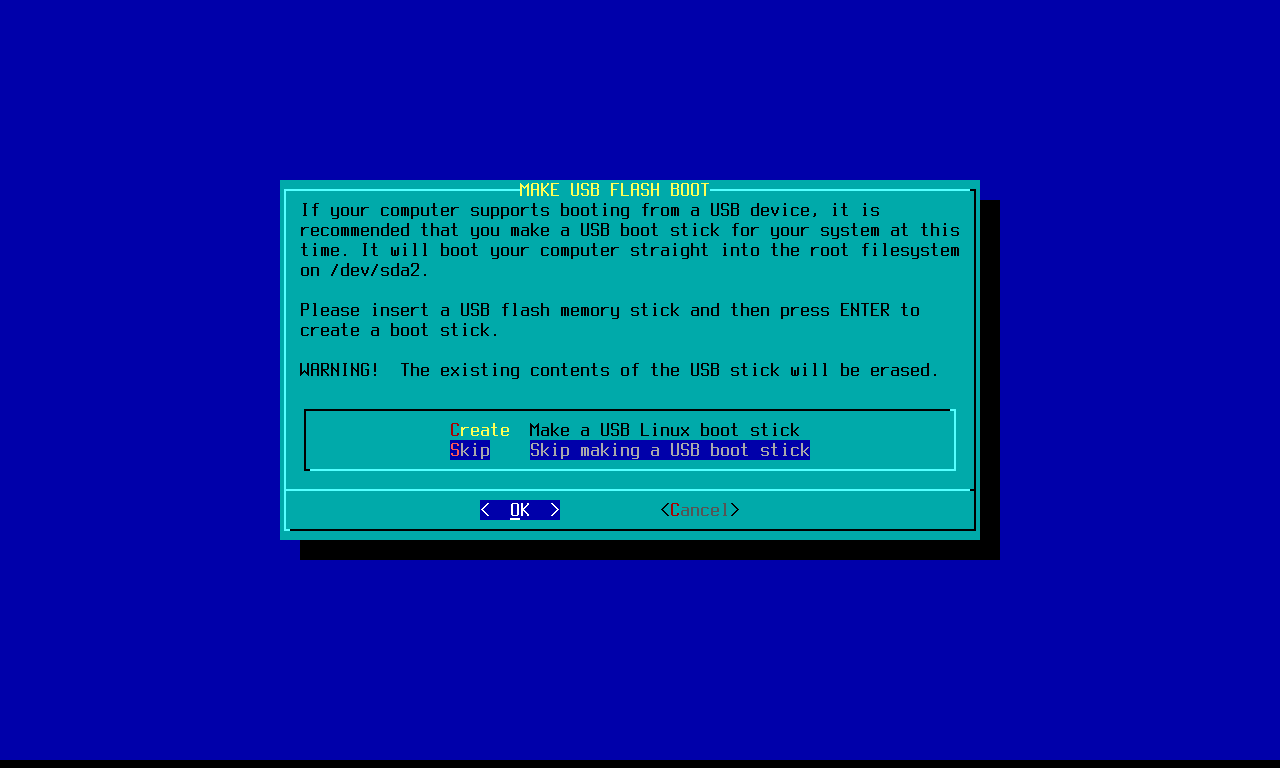 MAKE USB FLASH BOOT
If your computer supports booting from a USB device, it is
recommended that you make a USB boot stick for your system at this
time. It will boot your computer straight into the root filesystem
on /dev/sda2.
Please insert a USB flash memory stick and then press ENTER to
create a boot stick.
WARNING!  The existing contents of the USB stick will be erased.
Create  Make a USB Linux boot stick
Skip    Skip making a USB boot stick
<  OK  >          <Cancel>